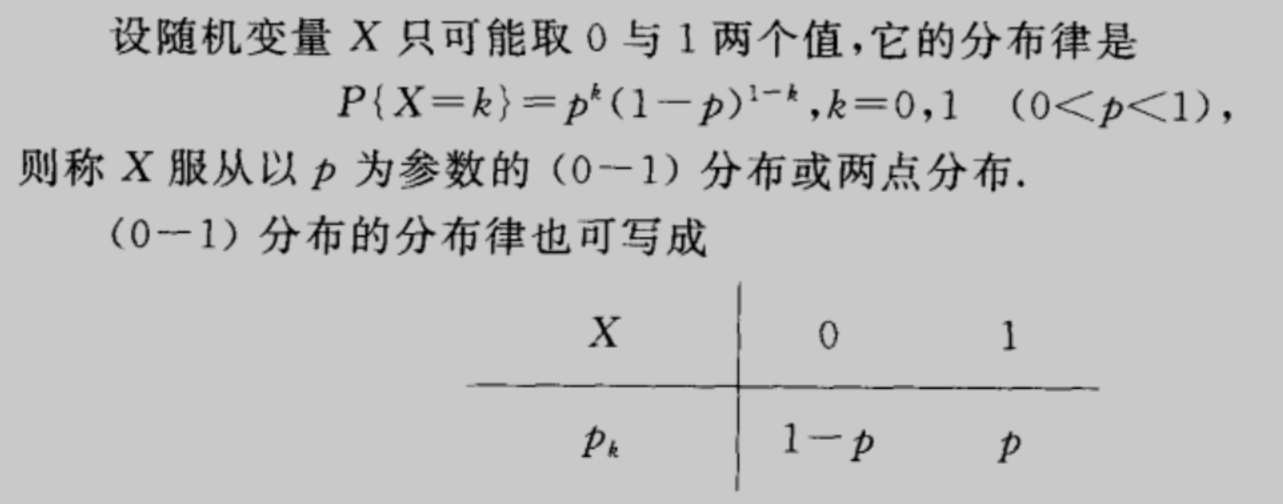 设随机变量 X 只可能取 0 与 1 两个值,它的分布律是
P{X=k}=pᵏ(1-p)¹⁻ᵏ,k=0,1 (0<p<1),
则称 X 服从以 p 为参数的 (0-1) 分布或两点分布.
(0-1) 分布的分布律也可写成
X 0 1
pₖ 1-p p